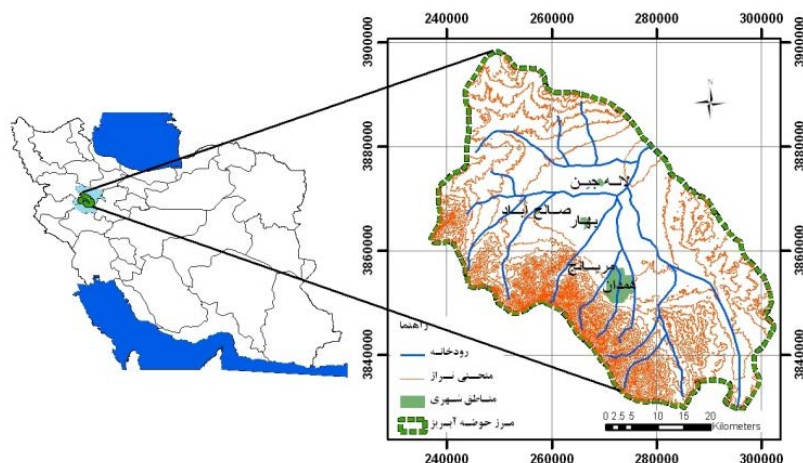 240000 260000 280000 300000
3900000 3900000
3880000 3880000
3860000 3860000
3840000 3840000
N
لاله جین
صالح آباد
بهار
مریانج
همدان
راهنما
رودخانه
منحنی تراز
مناطق شهری
مرز حوضه آبریز
0 2.5 5 10 15 20
Kilometers
240000 260000 280000 300000